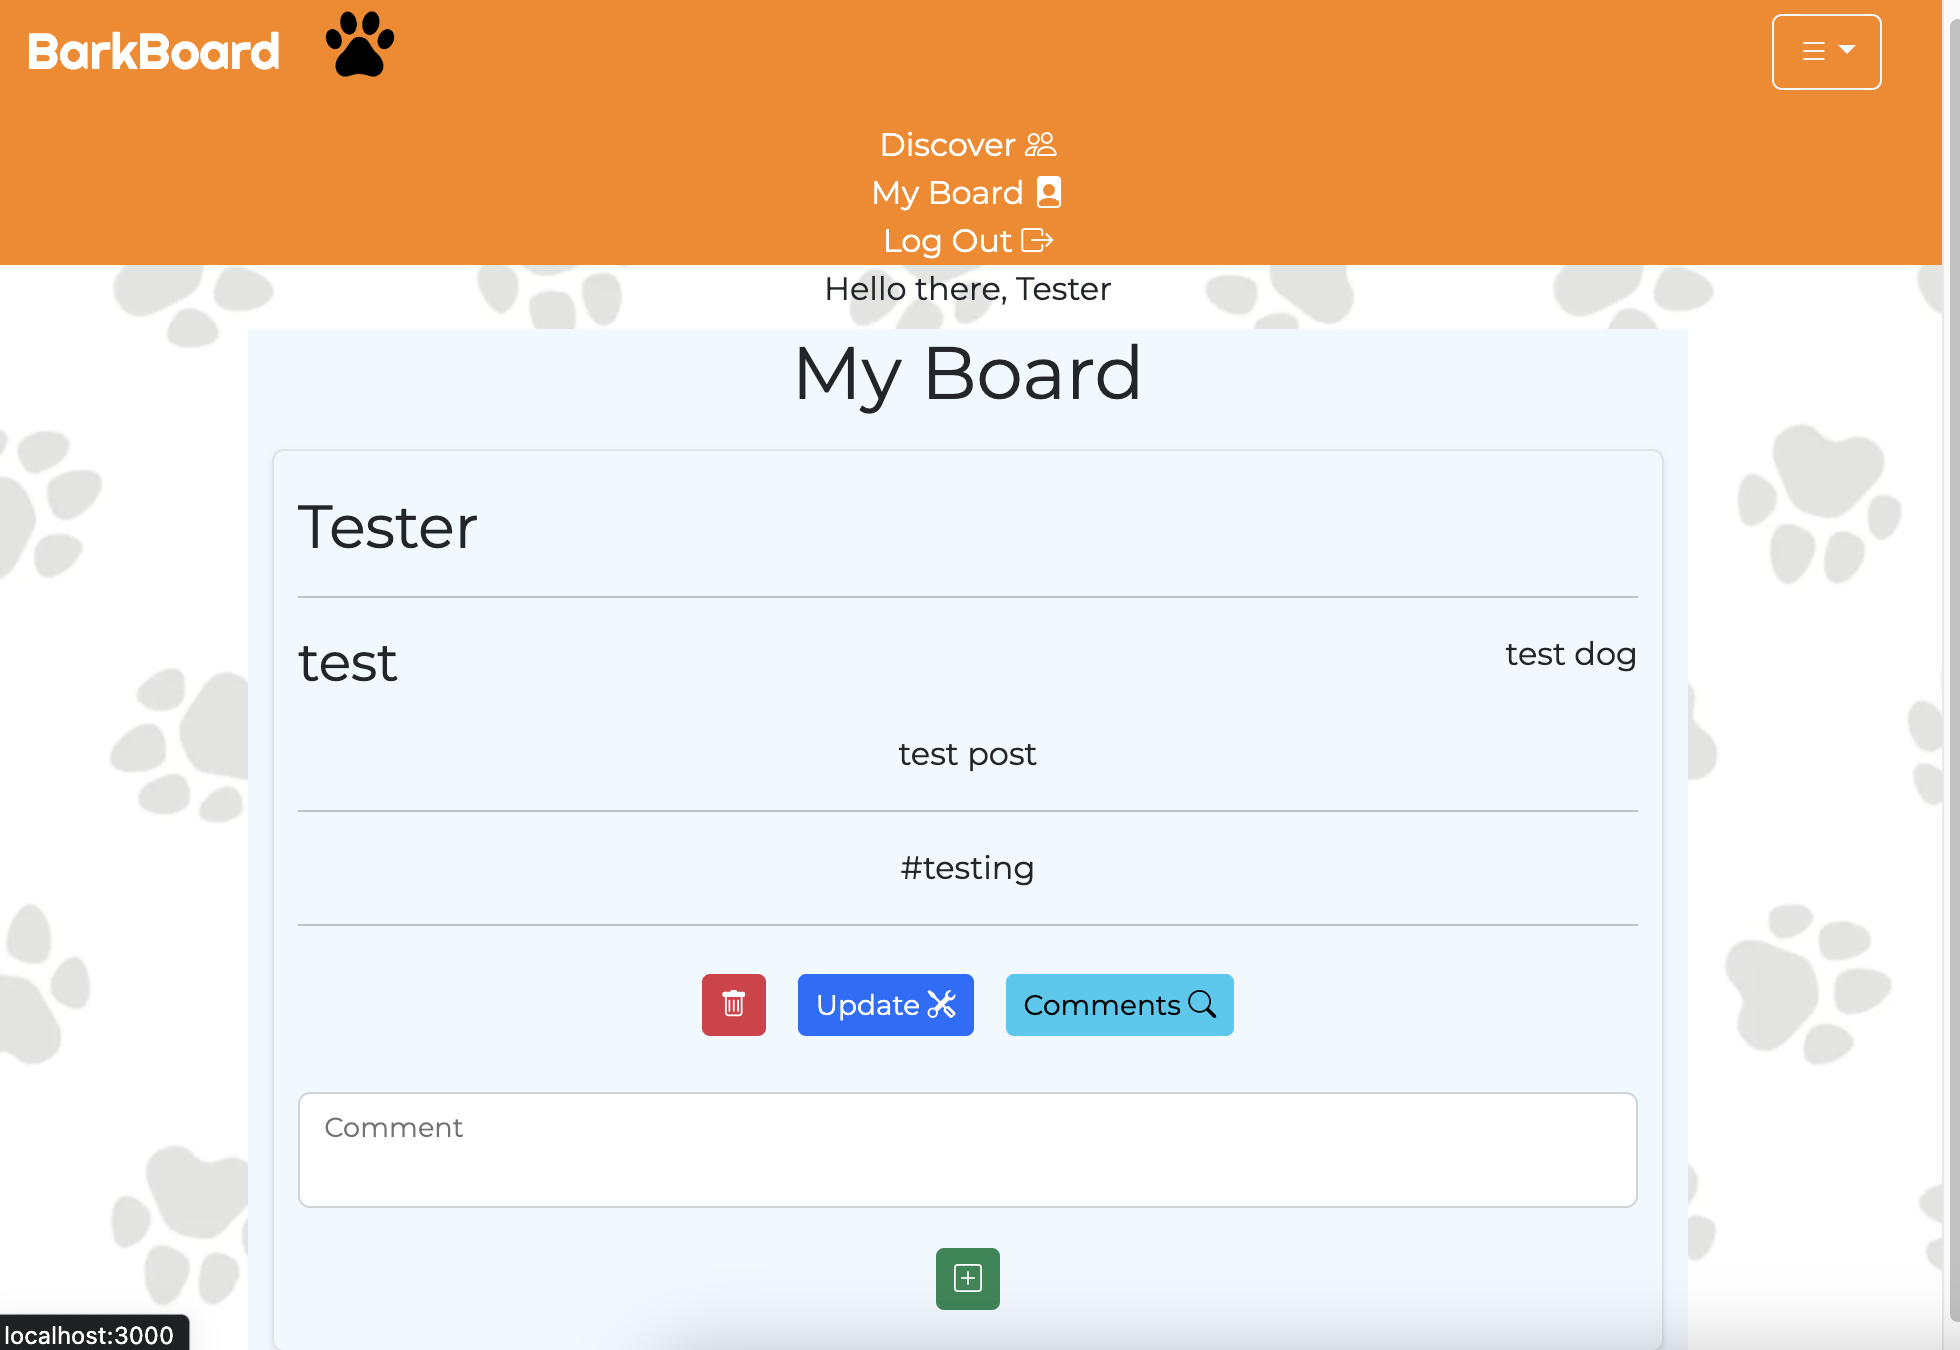 BarkBoard
Discover
My Board
Log Out
Hello there, Tester
My Board
Tester
test
test dog
test post
#testing
Update
Comments
Comment
localhost:3000